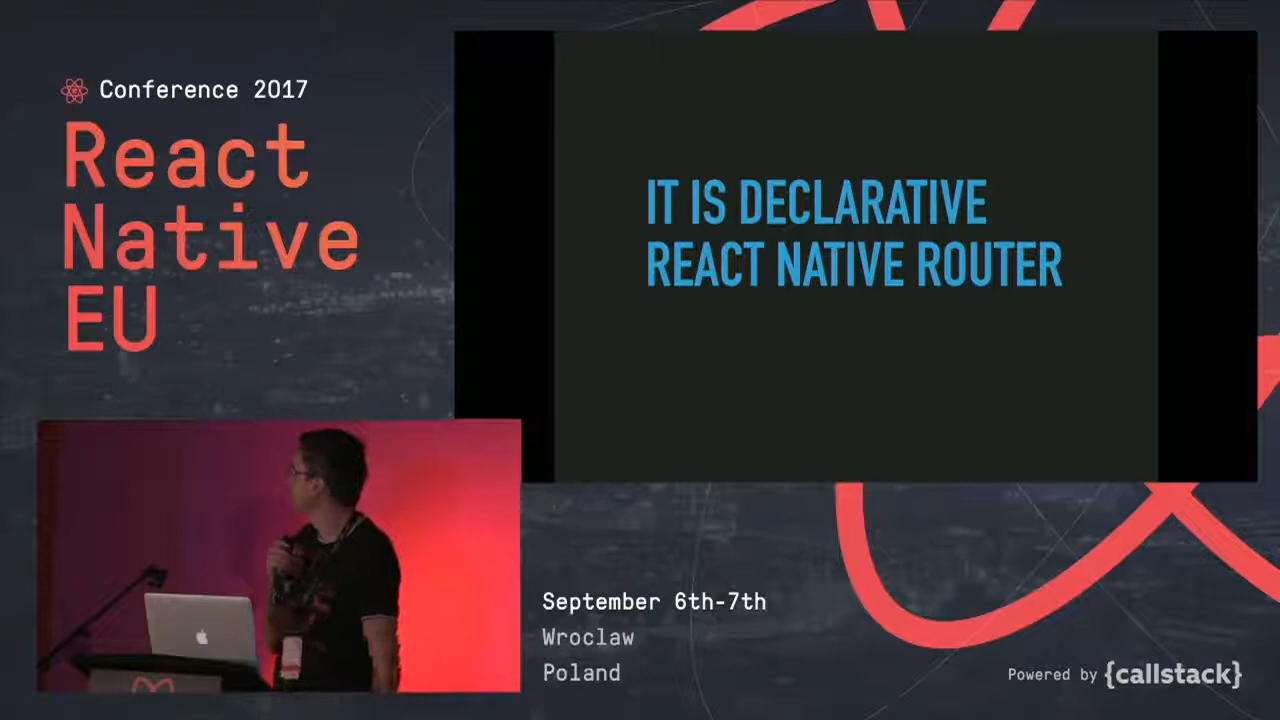 Conference 2017
React
Native
EU
IT IS DECLARATIVE
REACT NATIVE ROUTER
September 6th-7th
Wroclaw
Poland
Powered by {callstack}